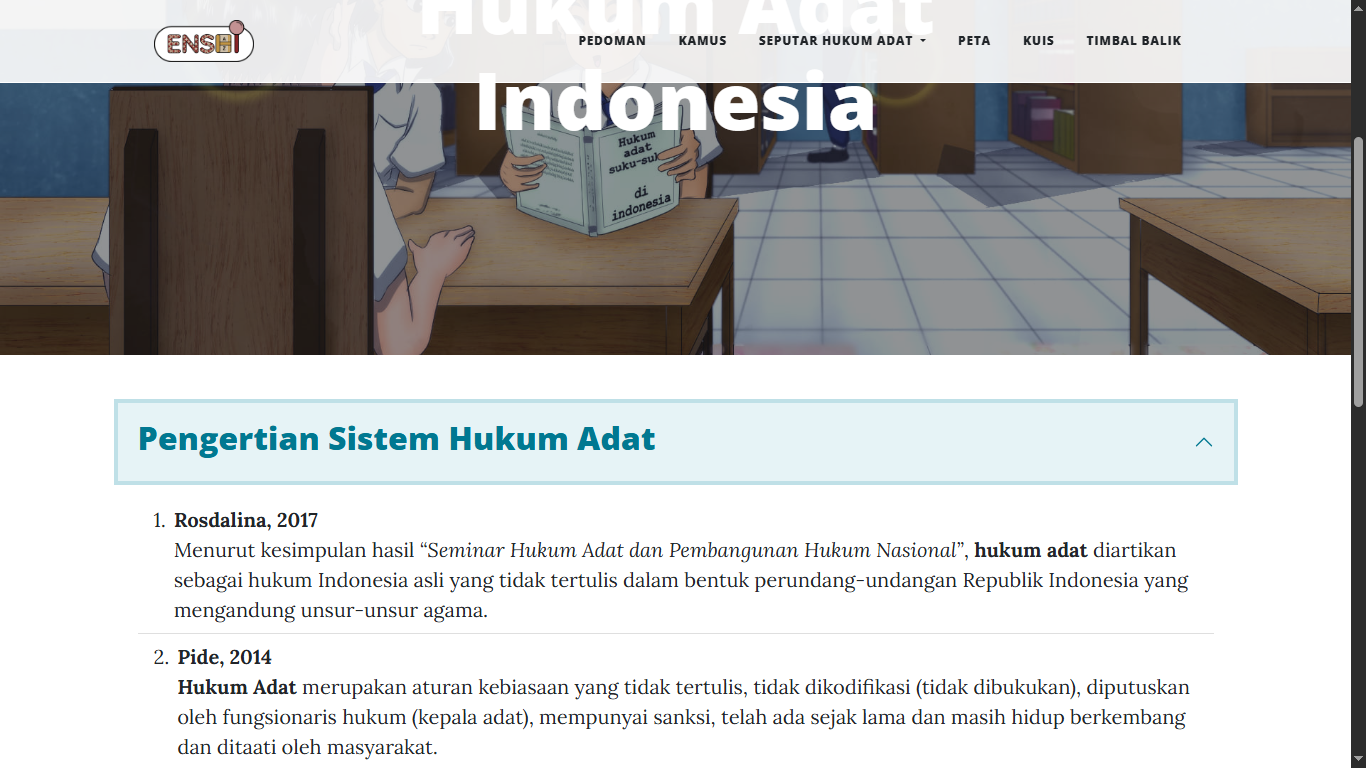 Hukum Adat
ENSHI
PEDOMAN
KAMUS
SEPUTAR HUKUM ADAT
PETA
KUIS
TIMBAL BALIK
Indonesia
Hukum
adat
suku-suk
di
indonesia
Pengertian Sistem Hukum Adat
1. Rosdalina, 2017
Menurut kesimpulan hasil “Seminar Hukum Adat dan Pembangunan Hukum Nasional”, hukum adat diartikan
sebagai hukum Indonesia asli yang tidak tertulis dalam bentuk perundang-undangan Republik Indonesia yang
mengandung unsur-unsur agama.
2. Pide, 2014
Hukum Adat merupakan aturan kebiasaan yang tidak tertulis, tidak dikodifikasi (tidak dibukukan), diputuskan
oleh fungsionaris hukum (kepala adat), mempunyai sanksi, telah ada sejak lama dan masih hidup berkembang
dan ditaati oleh masyarakat.